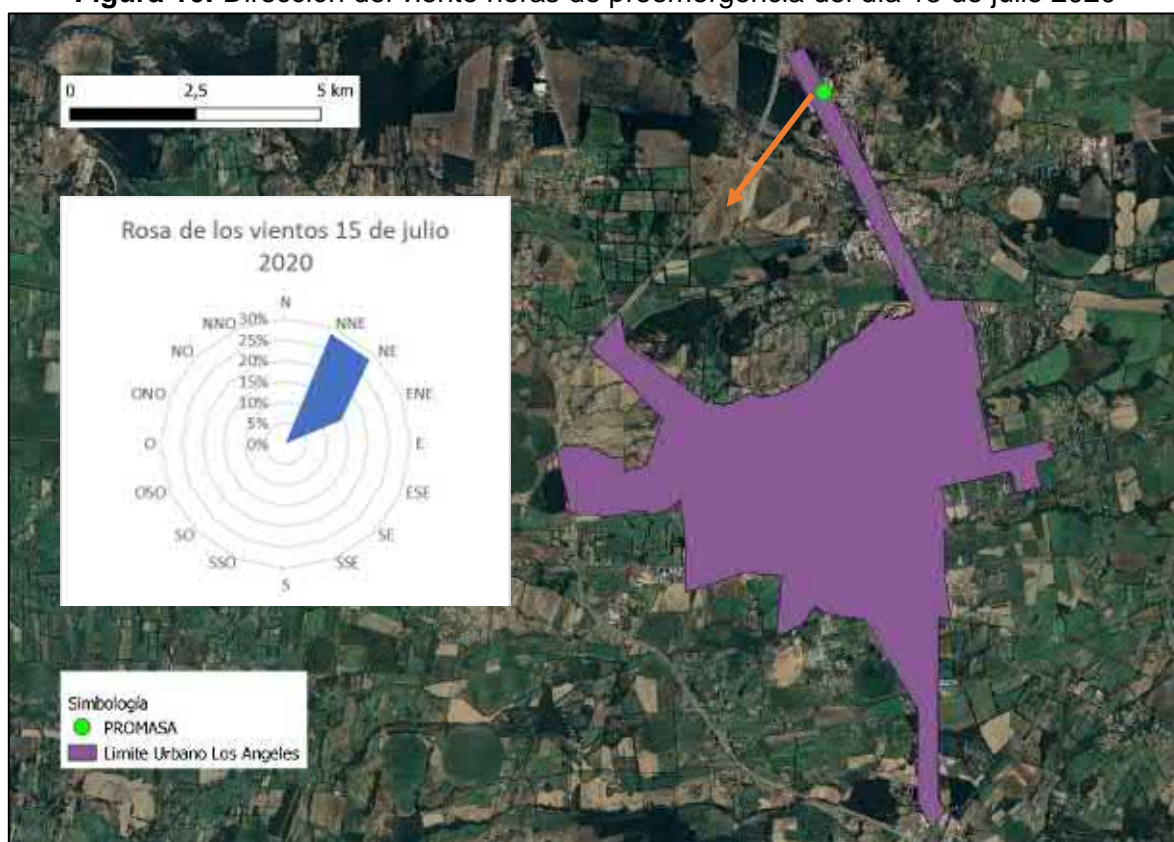 0 2,5 5 km
Rosa de los vientos 15 de julio
2020
N
NNO
NNE
NO
NE
ONO
ENE
O
E
OSO
ESE
SO
SE
SSO
SSE
S
30%
25%
20%
15%
10%
5%
0%
Simbología
PROMASA
Limite Urbano Los Angeles